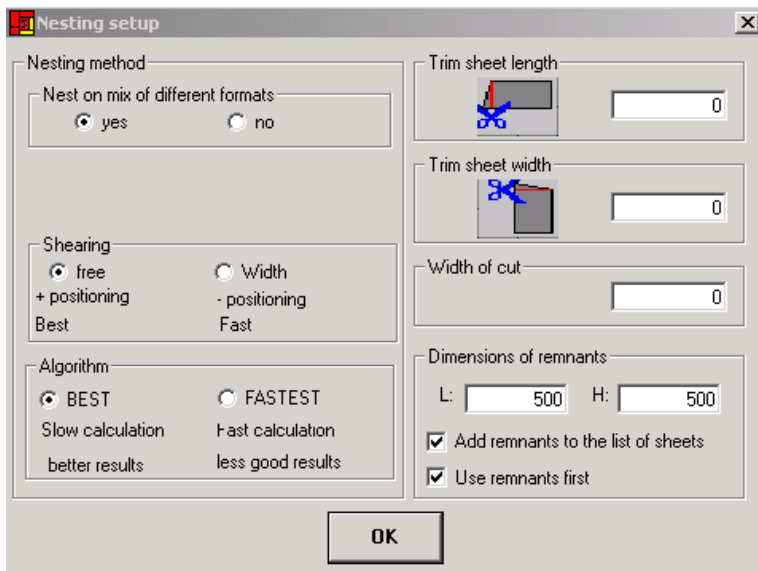 Nesting setup
Nesting method
Nest on mix of different formats
yes no
Shearing
free Width
+ positioning - positioning
Best Fast
Algorithm
BEST FASTEST
Slow calculation Fast calculation
better results less good results
Trim sheet length
0
Trim sheet width
0
Width of cut
0
Dimensions of remnants
L: 500 H: 500
Add remnants to the list of sheets
Use remnants first
OK